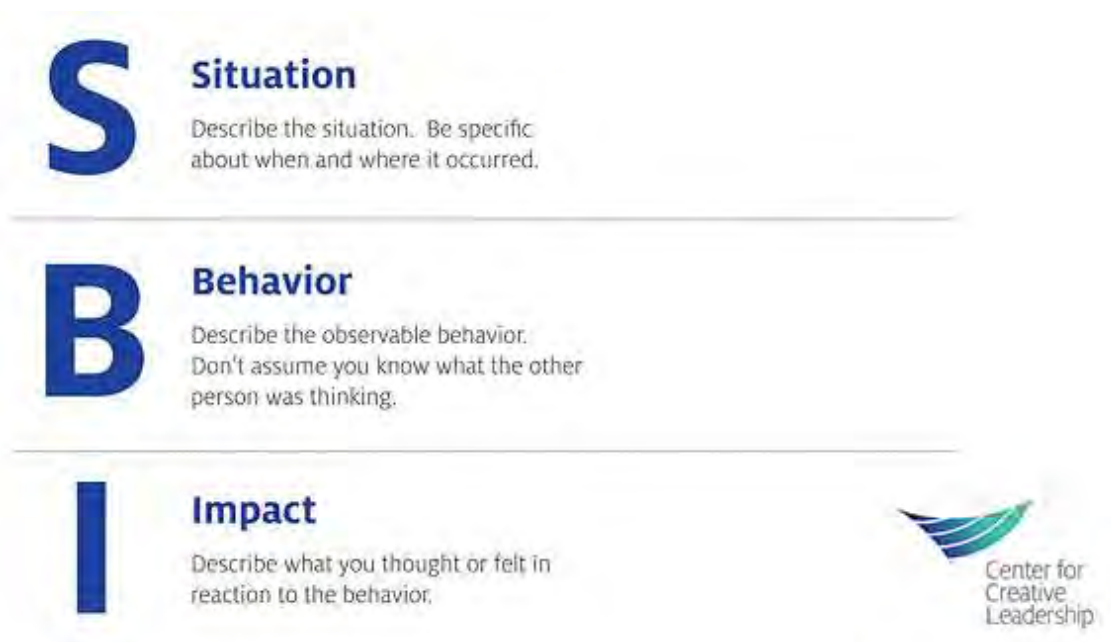 S
Situation
Describe the situation. Be specific
about when and where it occurred.
B
Behavior
Describe the observable behavior.
Don't assume you know what the other
person was thinking.
I
Impact
Describe what you thought or felt in
reaction to the behavior.
Center for
Creative
Leadership